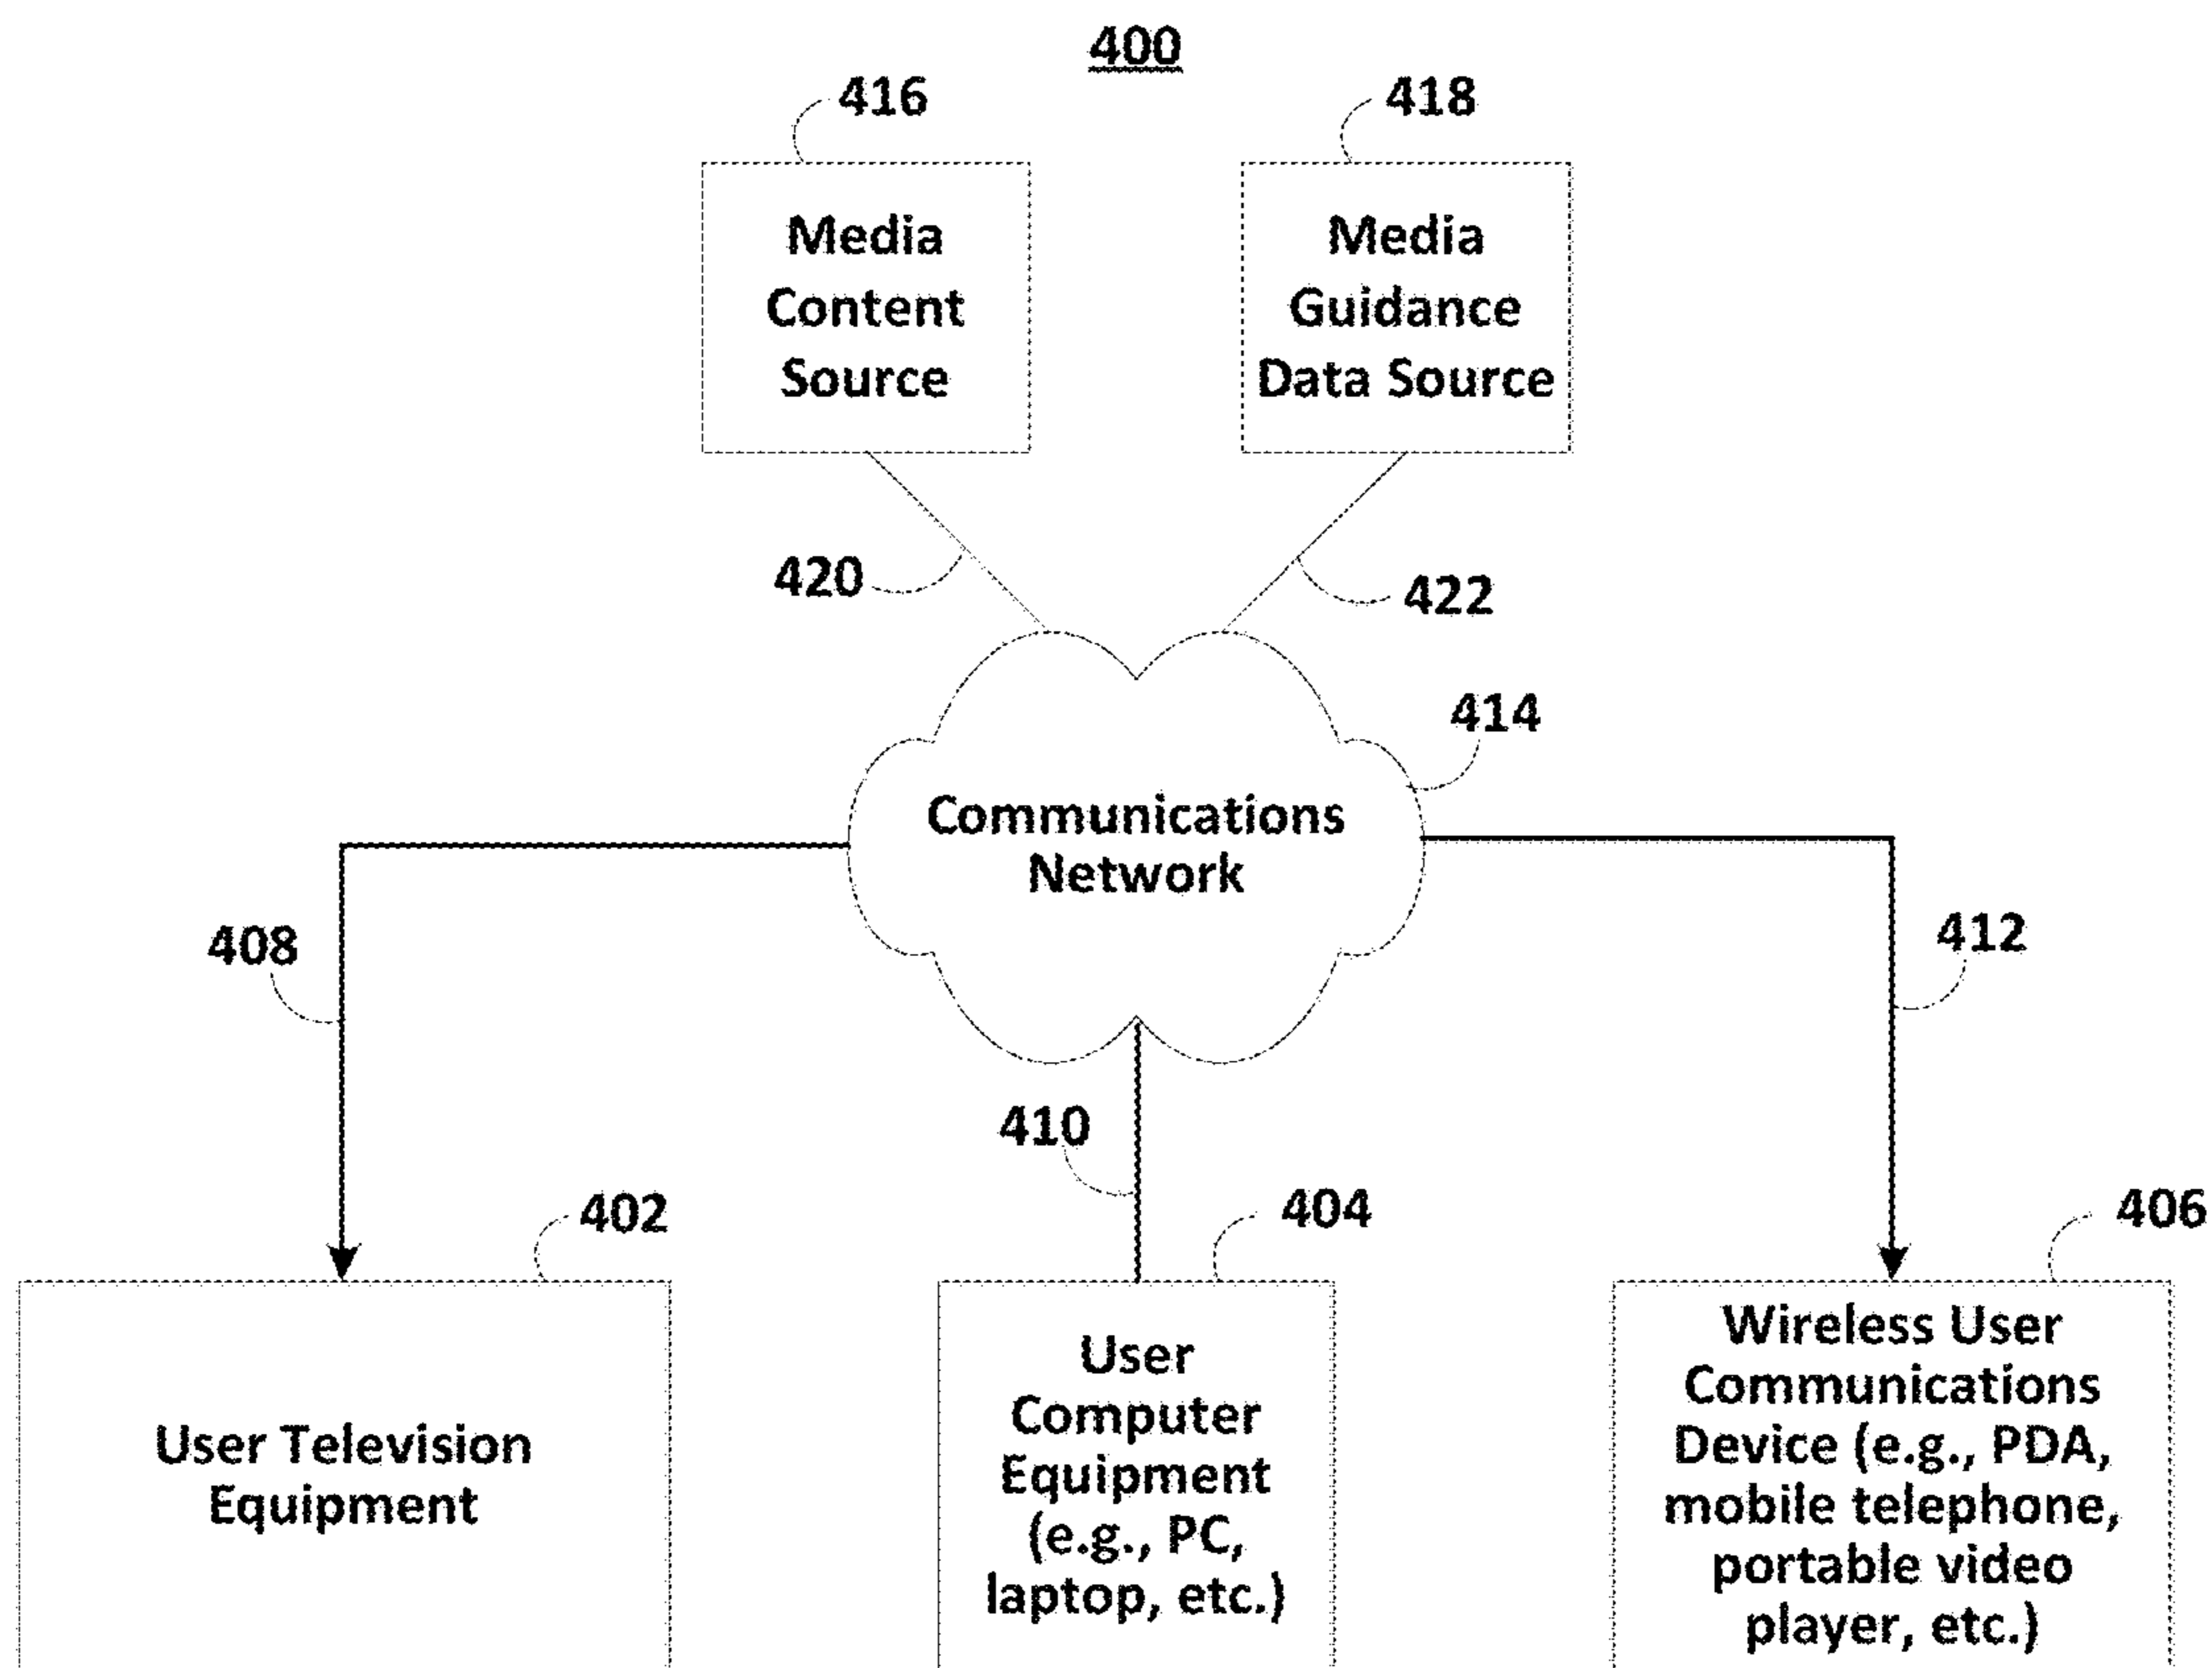 400
416
418
Media
Content
Source
Media
Guidance
Data Source
420
422
414
Communications
Network
408
412
410
402
404
406
User Television
Equipment
User
Computer
Equipment
(e.g., PC,
laptop, etc.)
Wireless User
Communications
Device (e.g., PDA,
mobile telephone,
portable video
player, etc.)